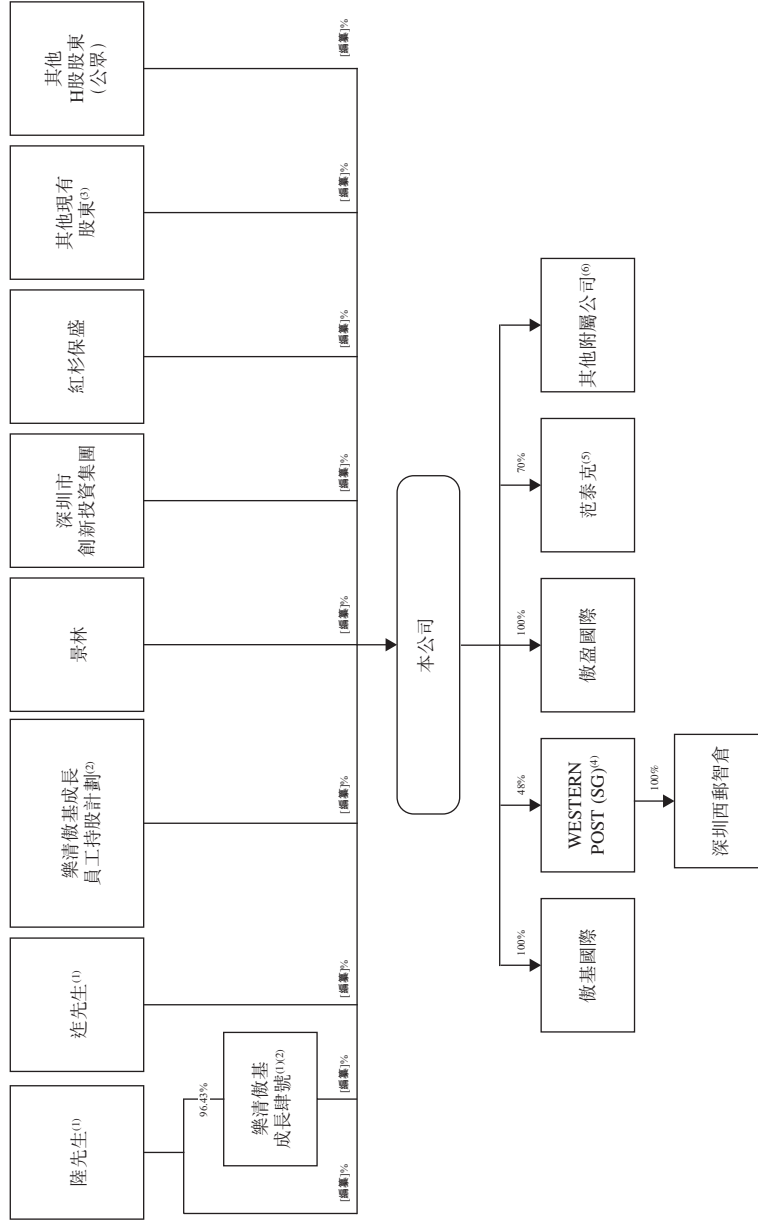 陸先生(1)
迮先生(1)
樂清傲基成長
員工持股計劃(2)
景林
深圳市
創新投資集團
紅杉保盛
其他現有
股東(3)
其他
H股股東
(公眾)
96.43%
樂清傲基
成長肆號(1)(2)
[編纂]%
[編纂]%
[編纂]%
[編纂]%
[編纂]%
[編纂]%
[編纂]%
[編纂]%
[編纂]%
本公司
100%
48%
100%
70%
傲基國際
WESTERN
POST (SG)(4)
傲盈國際
范泰克(5)
其他附屬公司(6)
100%
深圳西郵智倉